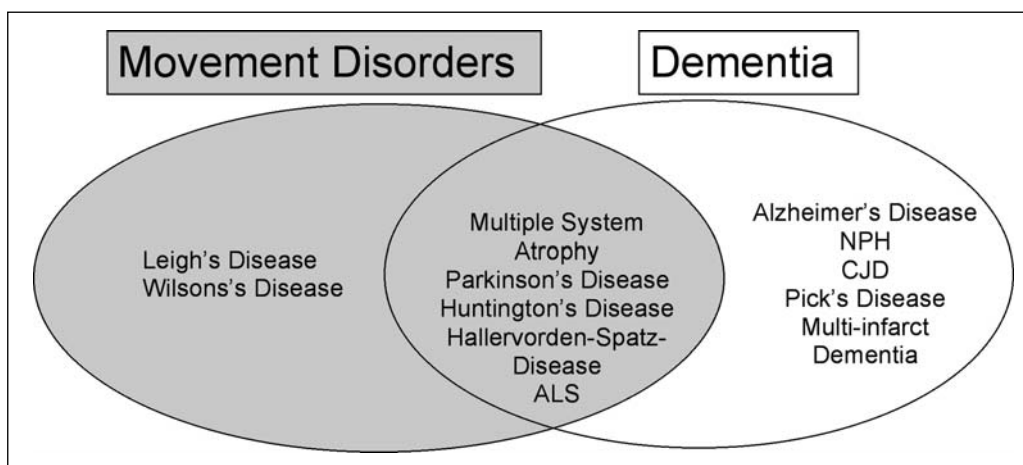 Movement Disorders
Dementia
Leigh's Disease
Wilsons's Disease
Multiple System
Atrophy
Parkinson's Disease
Huntington's Disease
Hallervorden-Spatz-
Disease
ALS
Alzheimer's Disease
NPH
CJD
Pick's Disease
Multi-infarct
Dementia